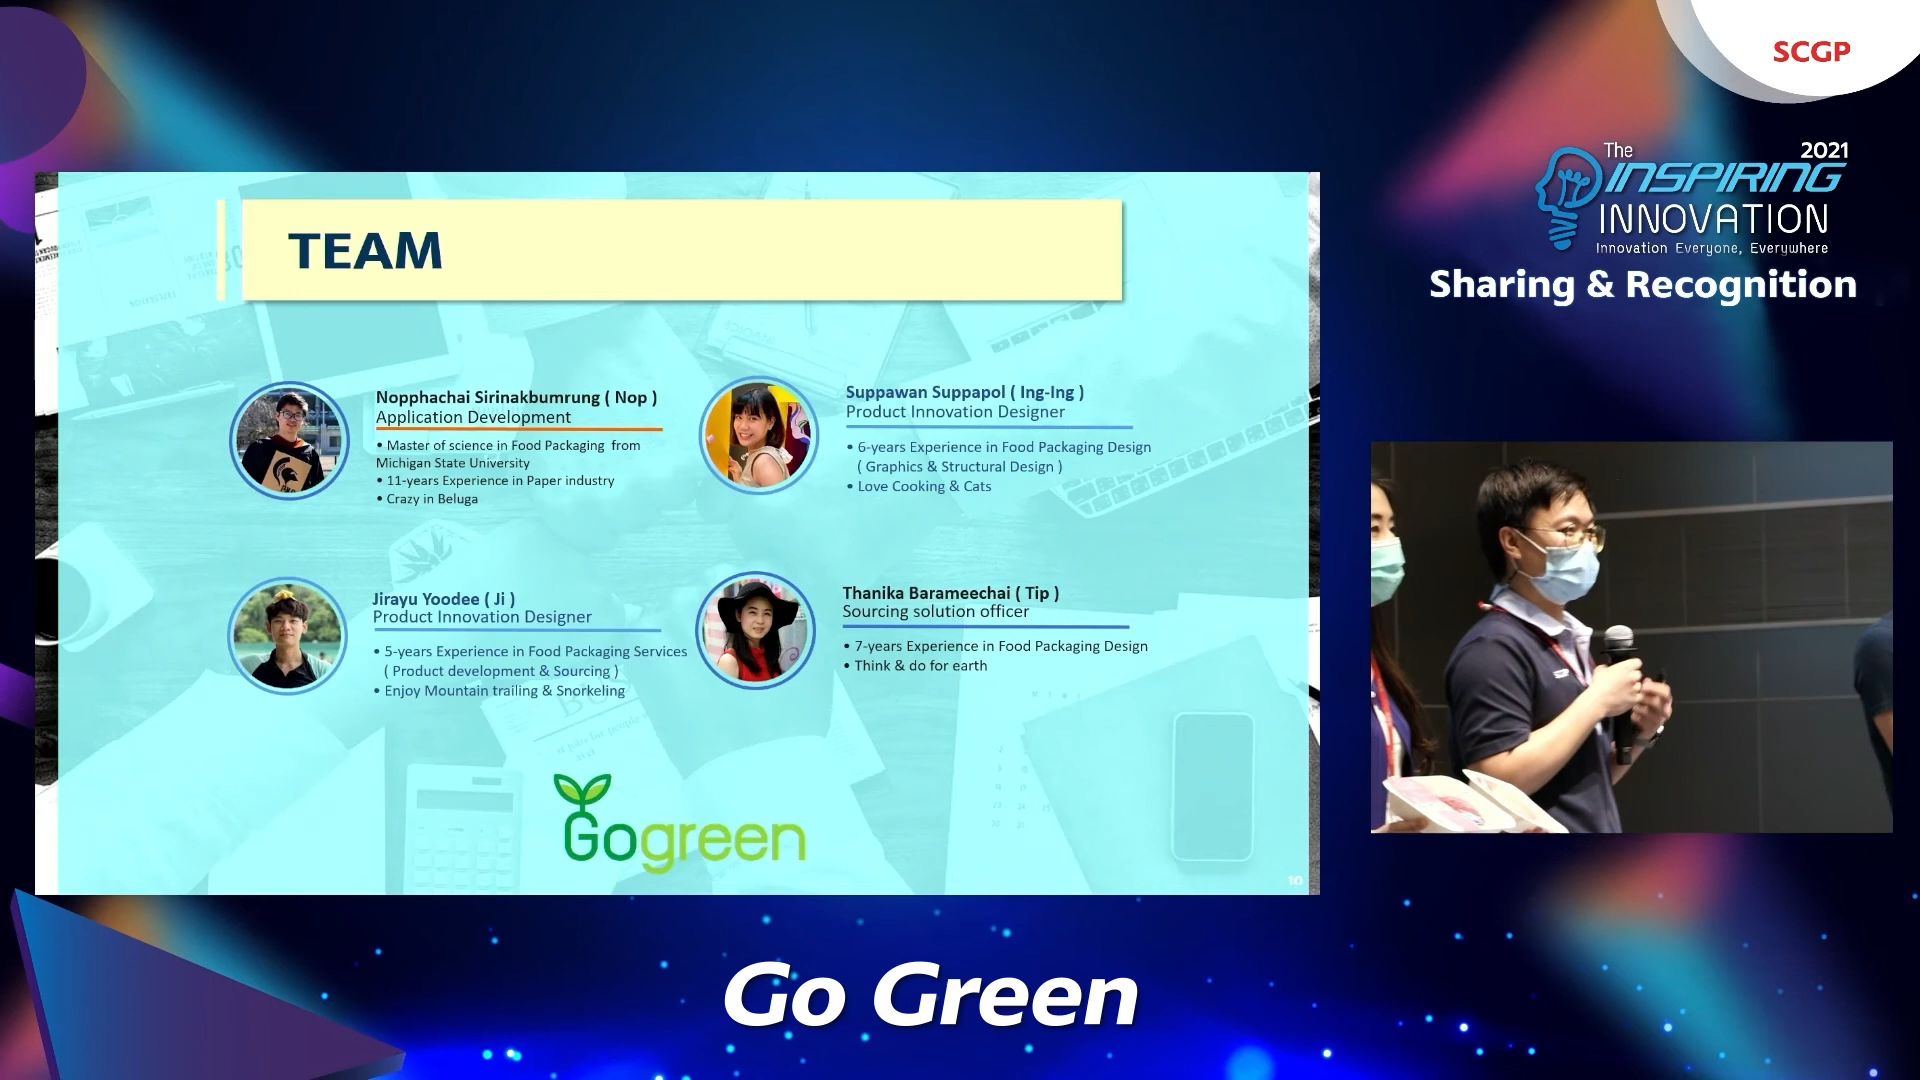 SCGP
The 2021
INSPIRING
INNOVATION
Innovation Everyone, Everywhere
Sharing & Recognition
TEAM
Nopphachai Sirinakbumrung ( Nop )
Application Development
• Master of science in Food Packaging from
Michigan State University
• 11-years Experience in Paper industry
• Crazy in Beluga
Suppawan Suppapol ( Ing-Ing )
Product Innovation Designer
• 6-years Experience in Food Packaging Design
( Graphics & Structural Design )
• Love Cooking & Cats
Jirayu Yoodee ( Ji )
Product Innovation Designer
• 5-years Experience in Food Packaging Services
( Product development & Sourcing )
• Enjoy Mountain trailing & Snorkeling
Thanika Barameechai ( Tip )
Sourcing solution officer
• 7-years Experience in Food Packaging Design
• Think & do for earth
Gogreen
10
Go Green